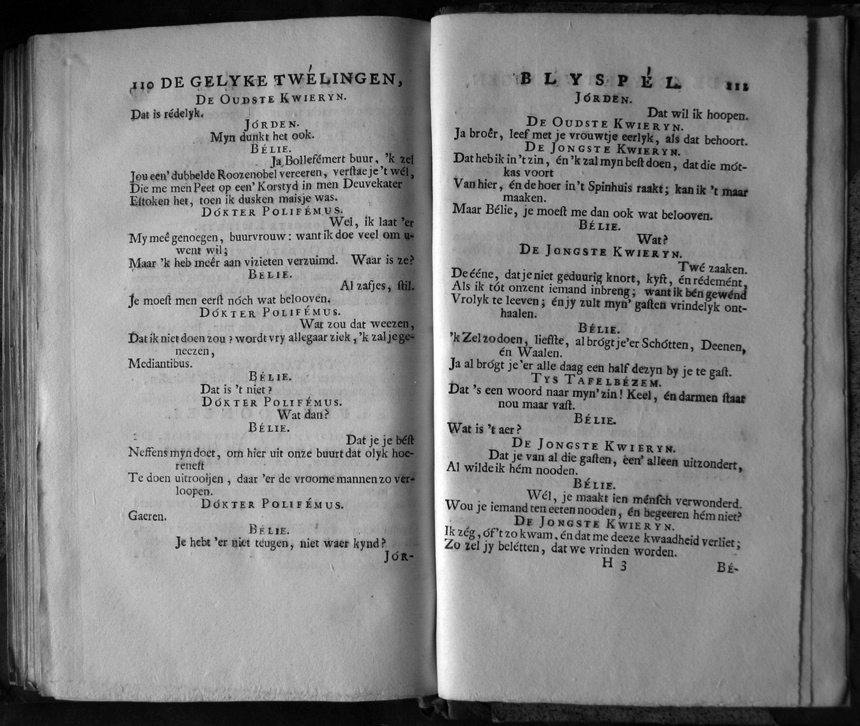 110 DE GELYKE TWÉLINGEN,
DE OUDSTE KWIERYN.
Dat is rédelyk.
JÓRDEN.
Myn dunkt het ook.
BÉLIE.
Ja Bollefémert buur, 'k zel
Jou een' dubbelde Roozenobel vereeren, verstaeje 't wél,
Die me men Peet op een' Korstyd in men Deuvekater
Estoken het, toen ik dusken maisje was.
DÓKTER POLIFÉMUS.
Wel, ik laat 'er
My meê genoegen, buurvrouw: want ik doe veel om u-
went wil;
Maar 'k heb meêr aan vizieten verzuimd. Waar is ze?
BELIE.
Al zafjes, stil.
Je moest men eerst nóch wat belooven.
DÓKTER POLIFÉMUS.
Wat zou dat weezen,
Dat ik niet doen zou? wordt vry allegaar ziek, 'k zal je ge-
neezen,
Mediantibus.
BÉLIE.
Dat is 't niet?
DÓKTER POLIFÉMUS.
Wat dan?
BÉLIE.
Dat je je bést
Neffens myn doet, om hier uit onze buurt dat olyk hoe-
renest
Te doen uitrooijen, daar 'er de vroome mannen zo ver-
loopen.
DÓKTER POLIFÉMUS.
Gaeren.
BÉLIE.
Je hebt 'er niet teugen, niet waer kynd?
JÓR-
BLYSPÉL. 111
JÓRDEN.
Dat wil ik hoopen.
DE OUDSTE KWIERYN.
Ja broêr, leef met je vrouwtje eerlyk, als dat behoort.
DE JONGSTE KWIERYN.
Dat heb ik in 't zin, én 'k zal myn best doen, dat die mót-
kas voort
Van hier, én de hoer in 't Spinhuis raakt; kan ik 't maar
maaken.
Maar Bélie, je moest me dan ook wat belooven.
BÉLIE.
Wat?
DE JONGSTE KWIERYN.
Twé zaaken.
De ééne, dat je niet geduurig knort, kyft, én rédemént,
Als ik tót onzent iemand inbreng; want ik bén gewénd
Vrolyk te leeven; én jy zult myn' gasten vrindelyk ont-
haalen.
BÉLIE.
'k Zel zo doen, liefste, al brógt je 'er Schótten, Deenen,
én Waalen.
Ja al brógt je 'er alle daag een half dezyn by je te gast.
TYS TAFELBÉZEM.
Dat 's een woord naar myn' zin! Keel, én darmen staat
nou maar vast.
BÉLIE.
Wat is 't aer?
DE JONGSTE KWIERYN.
Dat je van al die gasten, éen' alleen uitzondert,
Al wilde ik hém nooden.
BÉLIE.
Wél, je maakt ien ménsch verwonderd.
Wou je iemand ten eeten nooden, én begeeren hém niet?
DE JONGSTE KWIERYN.
Ik zég, óf 't zo kwam, én dat me deeze kwaadheid verliet;
Zo zel jy belétten, dat we vrinden worden.
H 3 BÉ-